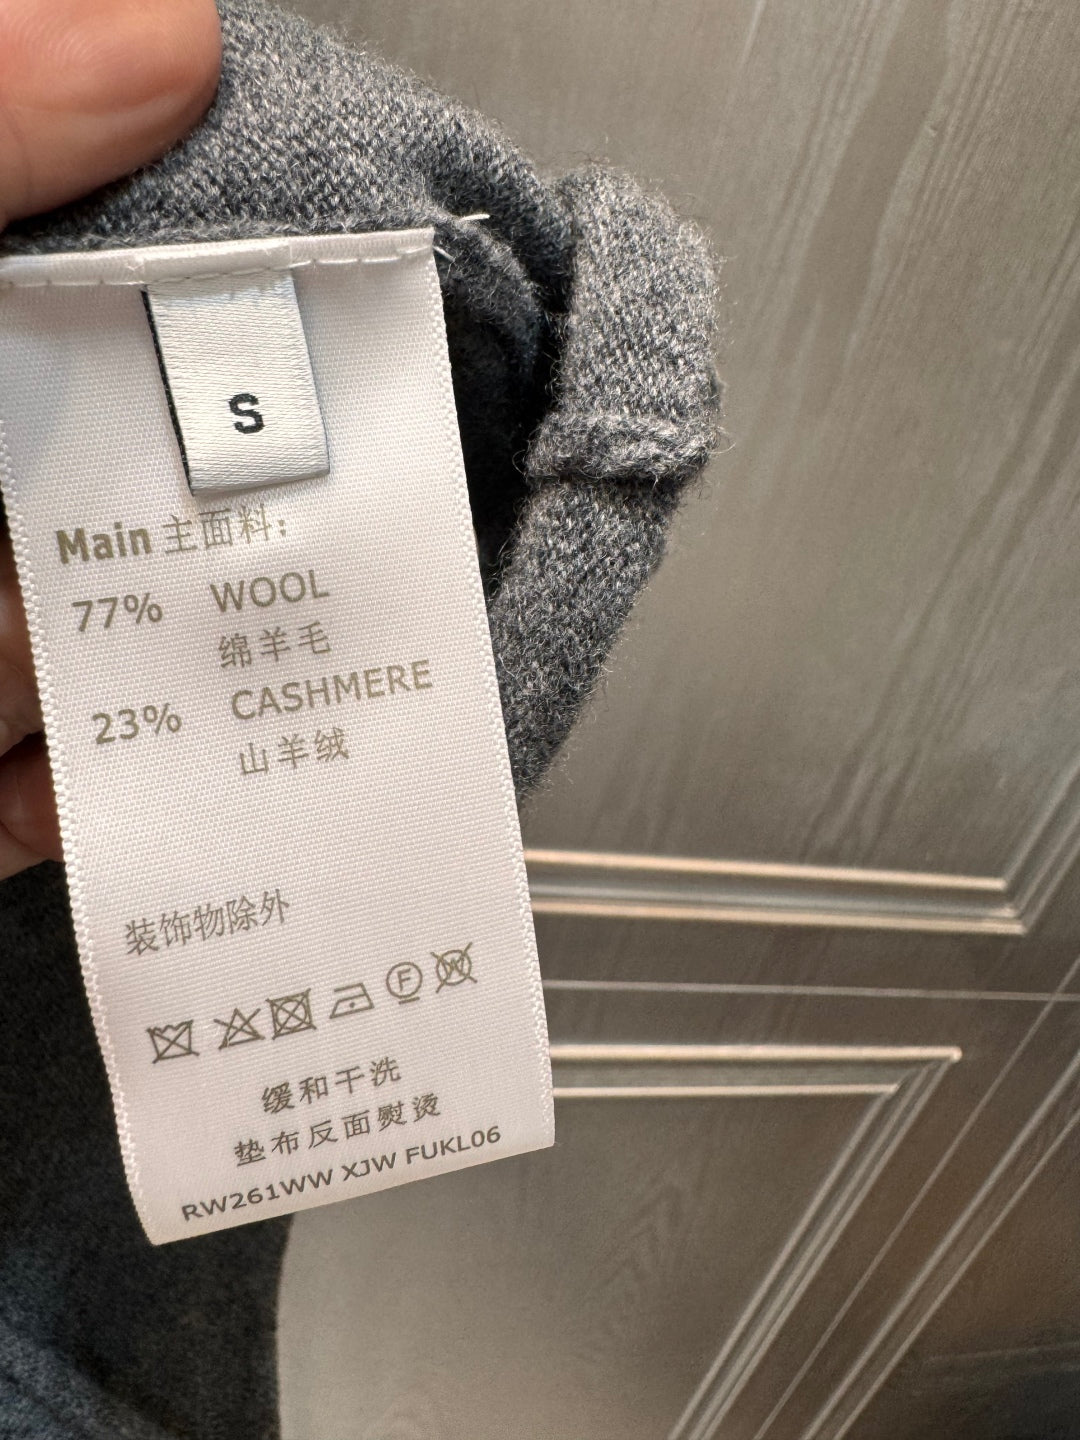 S
Main 主面料:
77% WOOL
绵羊毛
23% CASHMERE
山羊绒
装饰物除外
F W
缓和干洗
垫布反面熨烫
RW261WW XJW FUKL06